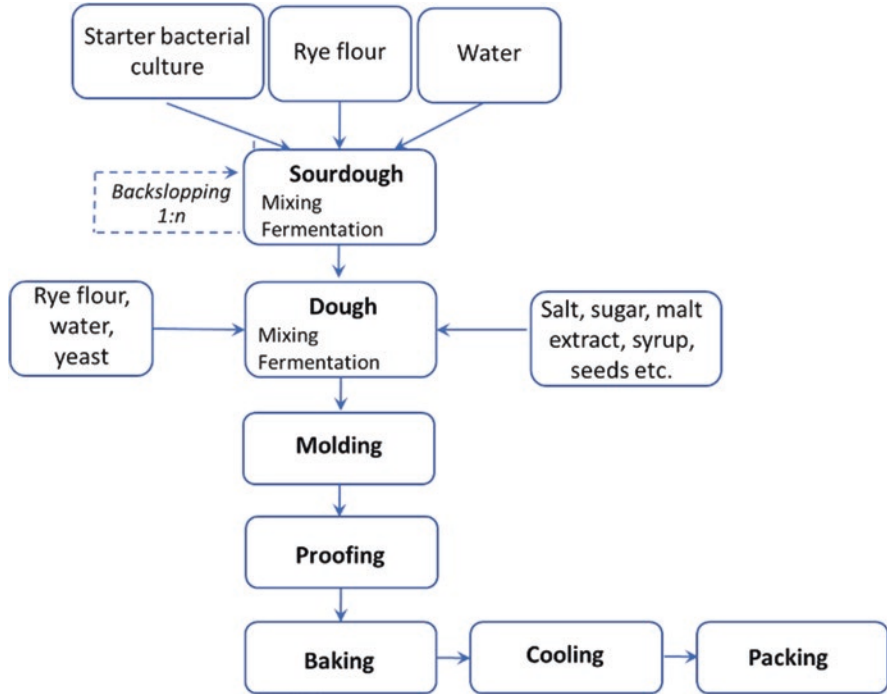 Starter bacterial
culture
Rye flour
Water
Sourdough
Mixing
Fermentation
Backslopping
1:n
Rye flour,
water,
yeast
Dough
Mixing
Fermentation
Salt, sugar, malt
extract, syrup,
seeds etc.
Molding
Proofing
Baking
Cooling
Packing